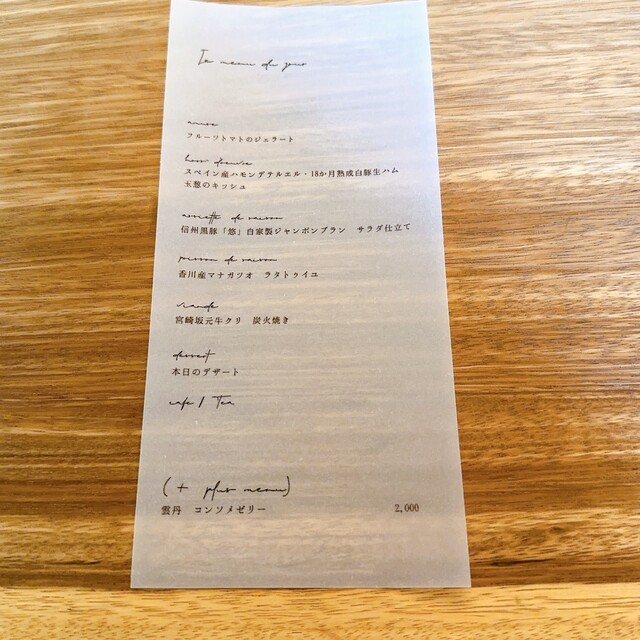 Le menu du jour
amuse
フルーツトマトのジェラート
hors d'œuvre
スペイン産ハモンデテルエル・18か月熟成白豚生ハム
玉葱のキッシュ
assiette de saison
信州黒豚「悠」自家製ジャンボンブラン　サラダ仕立て
poisson de saison
香川産マナガツオ　ラタトゥイユ
viande
宮崎坂元牛クリ　炭火焼き
dessert
本日のデザート
cafe / Tea
(+ plus menu)
雲丹　コンソメゼリー　2,000